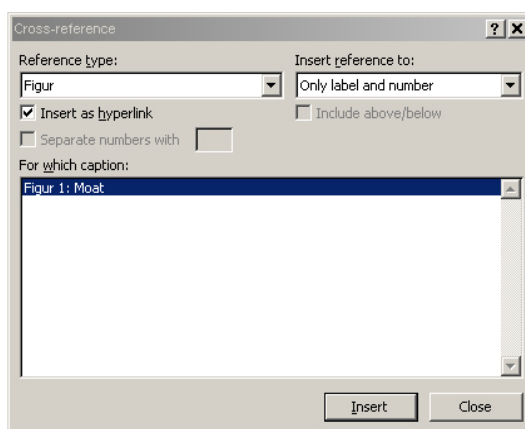 Cross-reference
Reference type:
Insert reference to:
Figur
Only label and number
Insert as hyperlink
Include above/below
Separate numbers with
For which caption:
Figur 1: Moat
Insert
Close